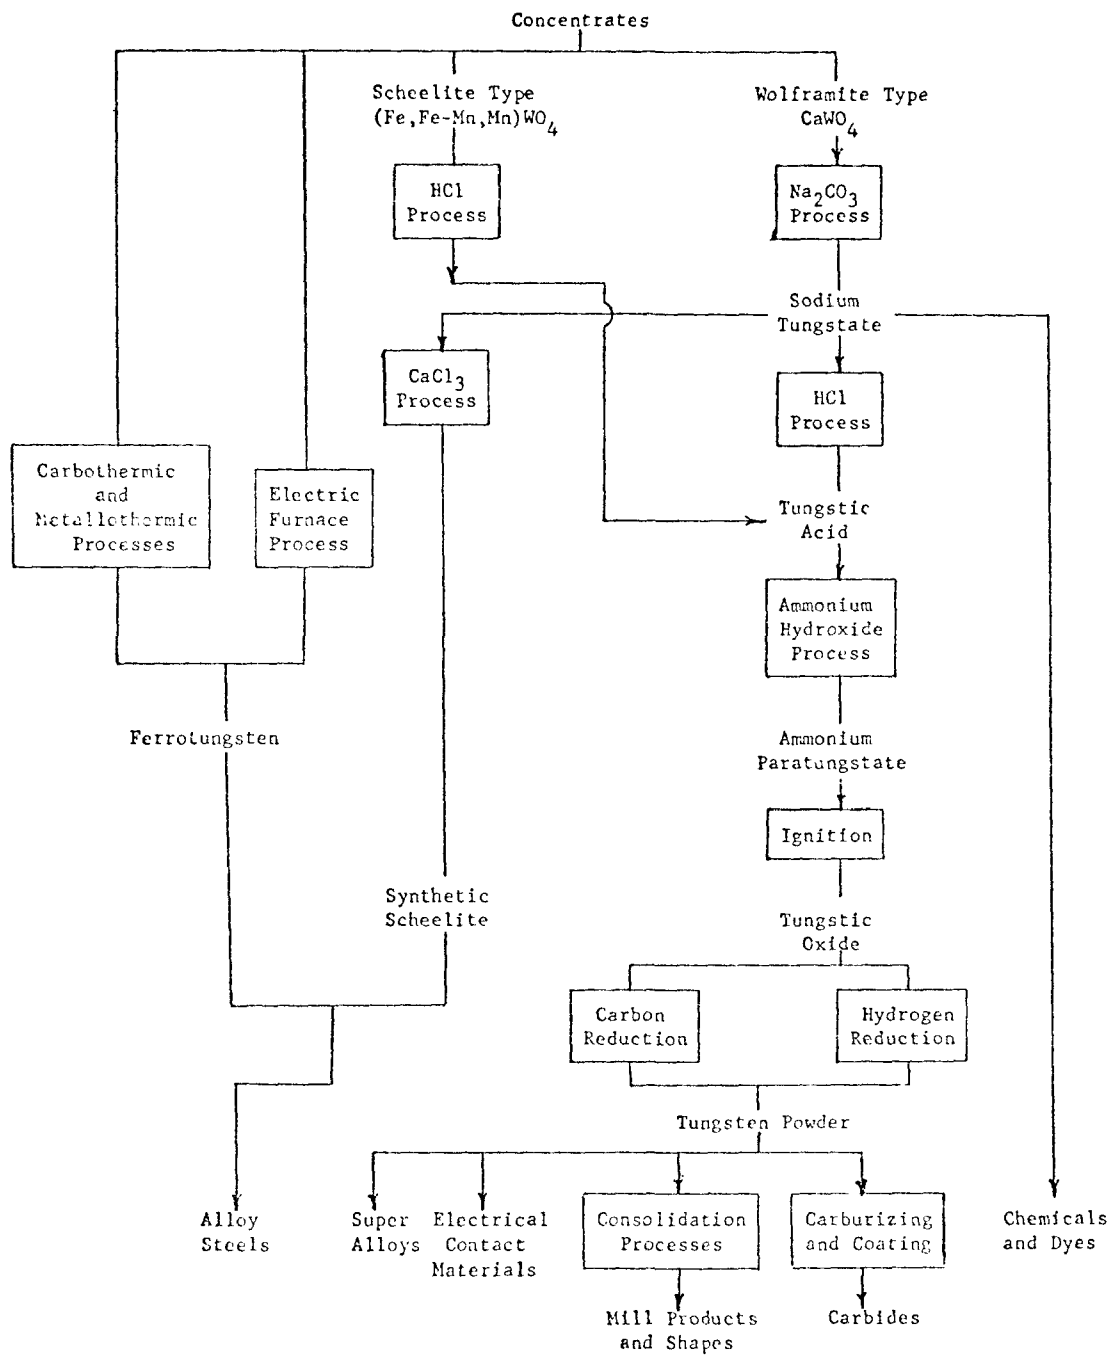 Concentrates
Scheelite Type
(Fe,Fe-Mn,Mn)WO4
Wolframite Type
CaWO4
HCl
Process
Na2CO3
Process
Sodium
Tungstate
CaCl3
Process
HCl
Process
Carbothermic
and
Metallothermic
Processes
Electric
Furnace
Process
Tungstic
Acid
Ammonium
Hydroxide
Process
Ferrotungsten
Ammonium
Paratungstate
Ignition
Synthetic
Scheelite
Tungstic
Oxide
Carbon
Reduction
Hydrogen
Reduction
Tungsten Powder
Alloy
Steels
Super
Alloys
Electrical
Contact
Materials
Consolidation
Processes
Carburizing
and Coating
Chemicals
and Dyes
Mill Products
and Shapes
Carbides